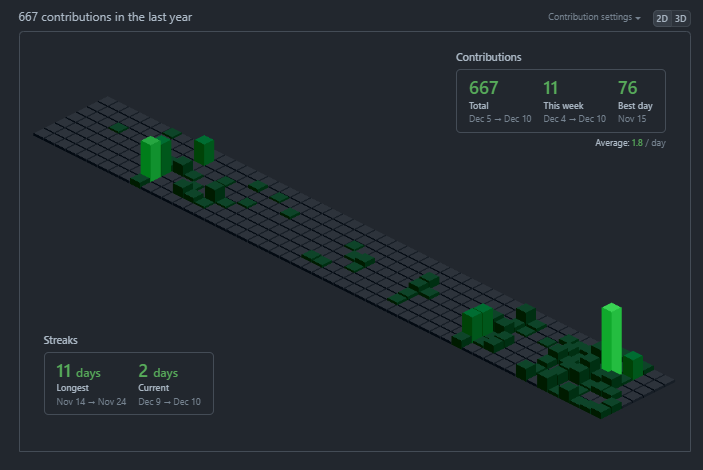 667 contributions in the last year
Contribution settings
2D 3D
Contributions
667 11 76
Total This week Best day
Dec 5 → Dec 10 Dec 4 → Dec 10 Nov 15
Average: 1.8 / day
Streaks
11 days 2 days
Longest Current
Nov 14 → Nov 24 Dec 9 → Dec 10